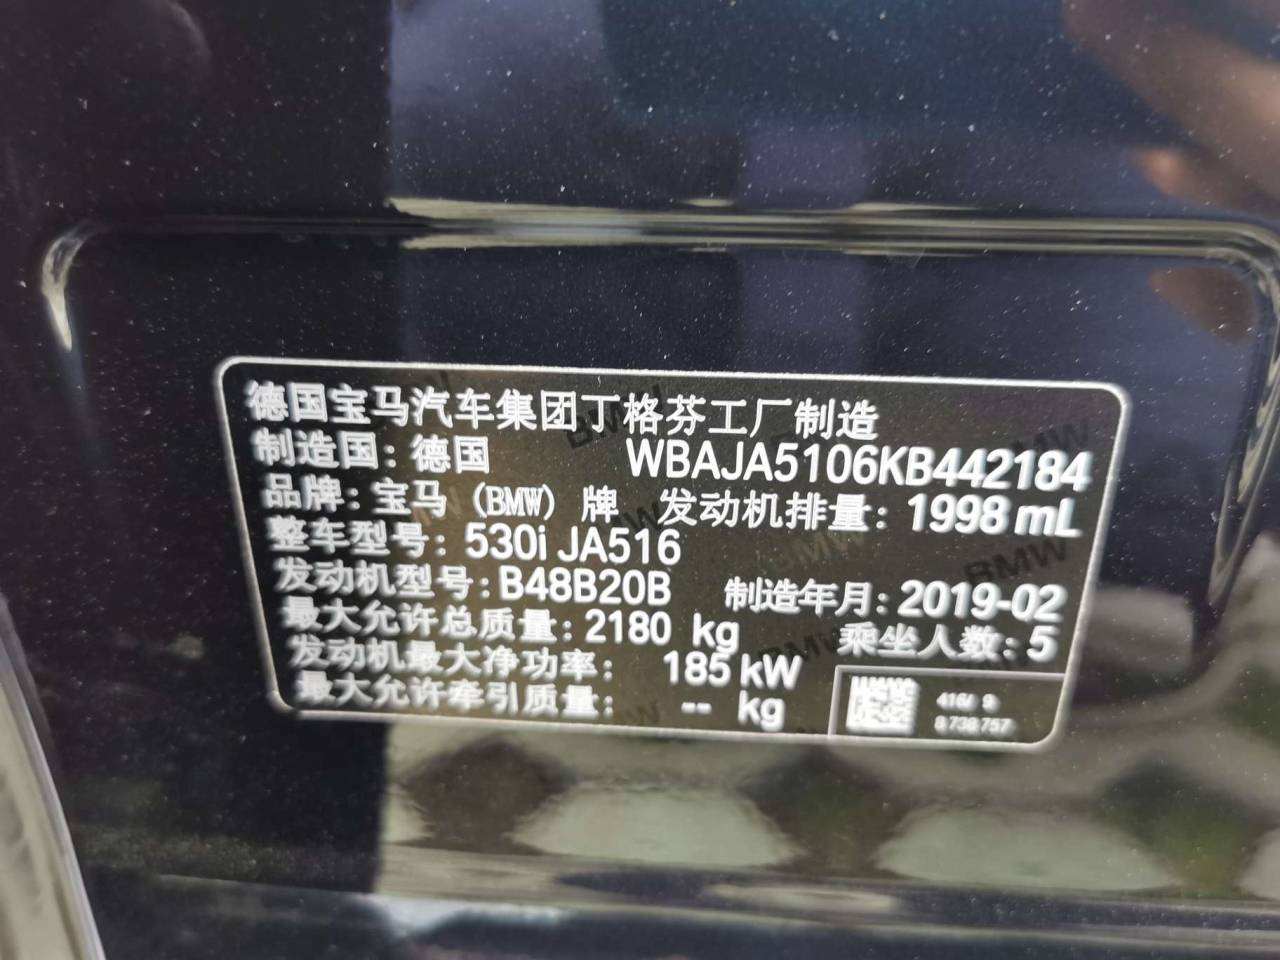 德国宝马汽车集团丁格芬工厂制造
制造国：德国 WBAJA5106KB442184
品牌：宝马（BMW）牌 发动机排量：1998 mL
整车型号：530i JA516
发动机型号：B48B20B 制造年月：2019-02
最大允许总质量：2180 kg 乘坐人数：5
发动机最大净功率： 185 kW
最大允许牵引质量： -- kg
8 738 757